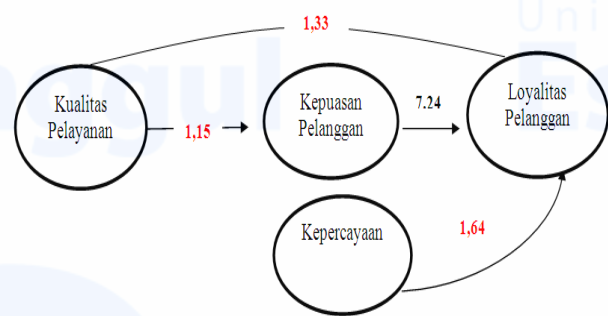 1,33
Kualitas
Pelayanan
1,15
Kepuasan
Pelanggan
7.24
Loyalitas
Pelanggan
Kepercayaan
1,64